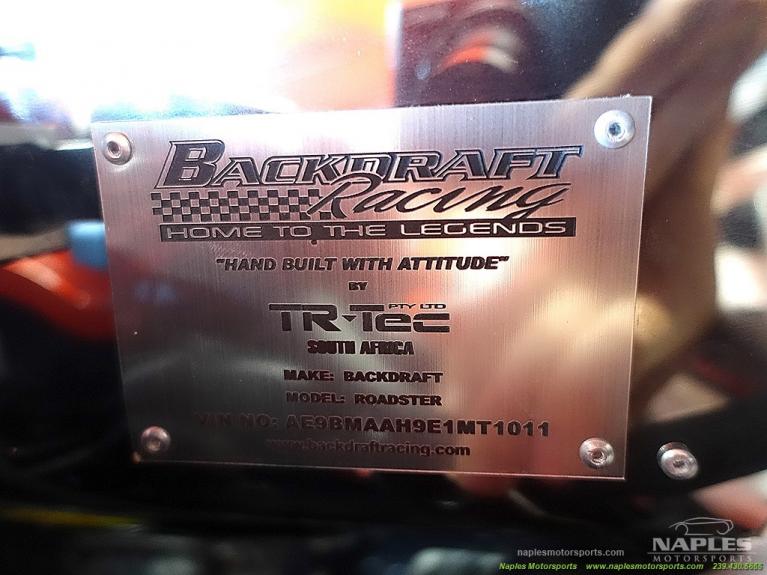 BACKDRAFT
Racing
HOME TO THE LEGENDS
"HAND BUILT WITH ATTITUDE"
BY
TR-Tec PTY LTD
SOUTH AFRICA
MAKE: BACKDRAFT
MODEL: ROADSTER
VIN NO: AE9BMAAH9E1MT1011
www.backdraftracing.com
NAPLES
MOTORSPORTS
naplesmotorsports.com
Naples Motorsports www.naplesmotorsports.com 239.430.5665